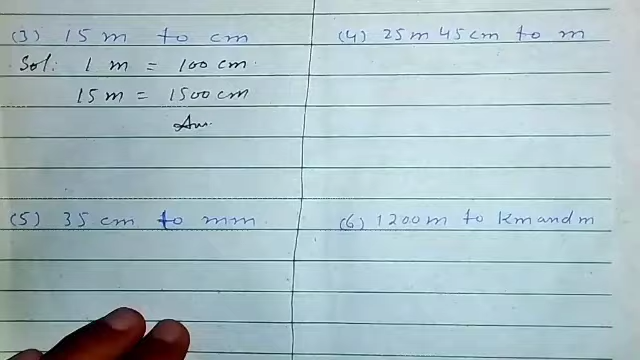 (3) 15 m to cm
Sol: 1 m = 100 cm.
15 m = 1500 cm
Ans.
(4) 25 m 45 cm to m
(5) 35 cm to mm.
(6) 1200 m to km and m